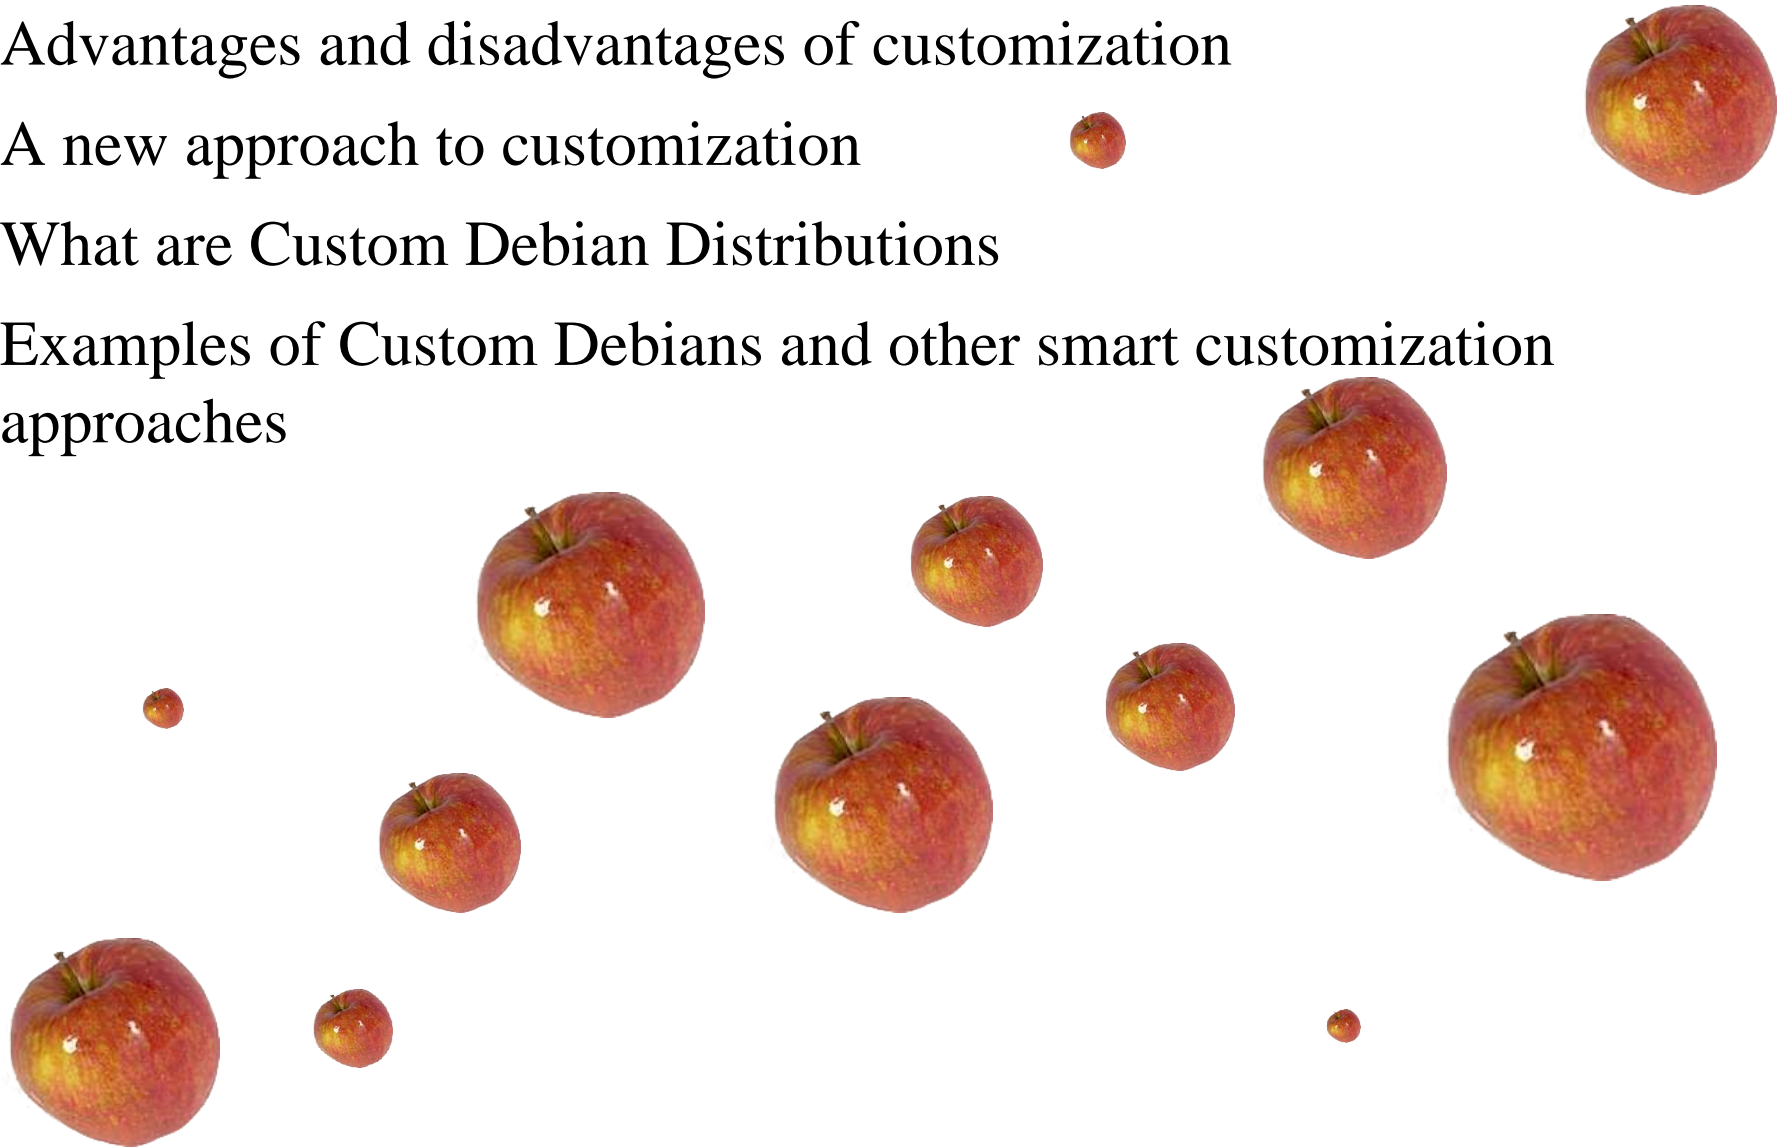 Advantages and disadvantages of customization
A new approach to customization
What are Custom Debian Distributions
Examples of Custom Debians and other smart customization
approaches